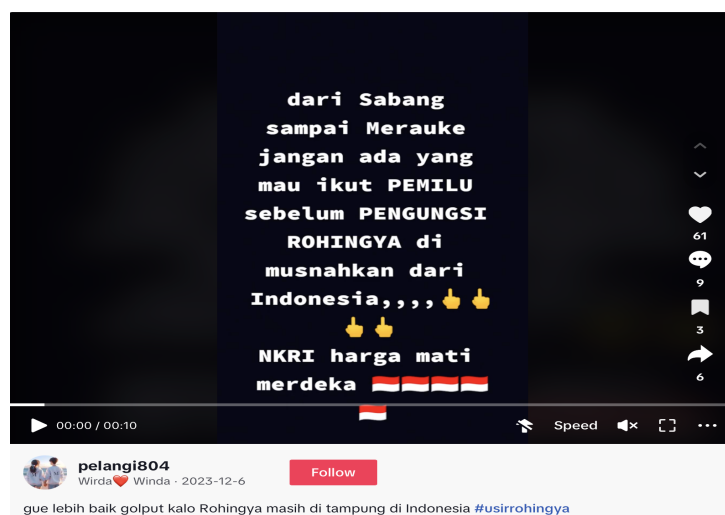 dari Sabang
sampai Merauke
jangan ada yang
mau ikut PEMILU
sebelum PENGUNGSI
ROHINGYA di
musnahkan dari
Indonesia,,,,🖕🖕
🖕🖕
NKRI harga mati
merdeka 🇮🇩🇮🇩🇮🇩🇮🇩
🇮🇩
61
9
3
6
00:00 / 00:10
Speed
pelangi804
Wirda❤️ Winda · 2023-12-6
Follow
gue lebih baik golput kalo Rohingya masih di tampung di Indonesia #usirrohingya